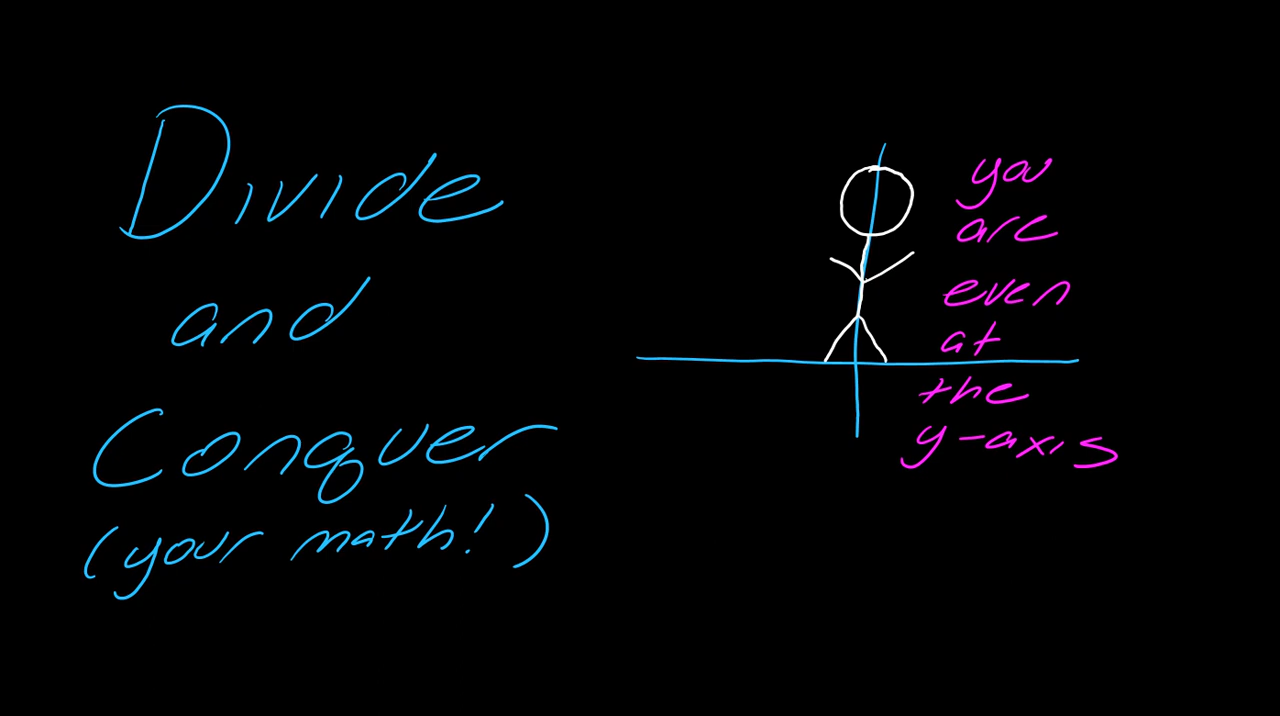 Divide
and
Conquer
(your math!)
you
are
even
at
the
y-axis